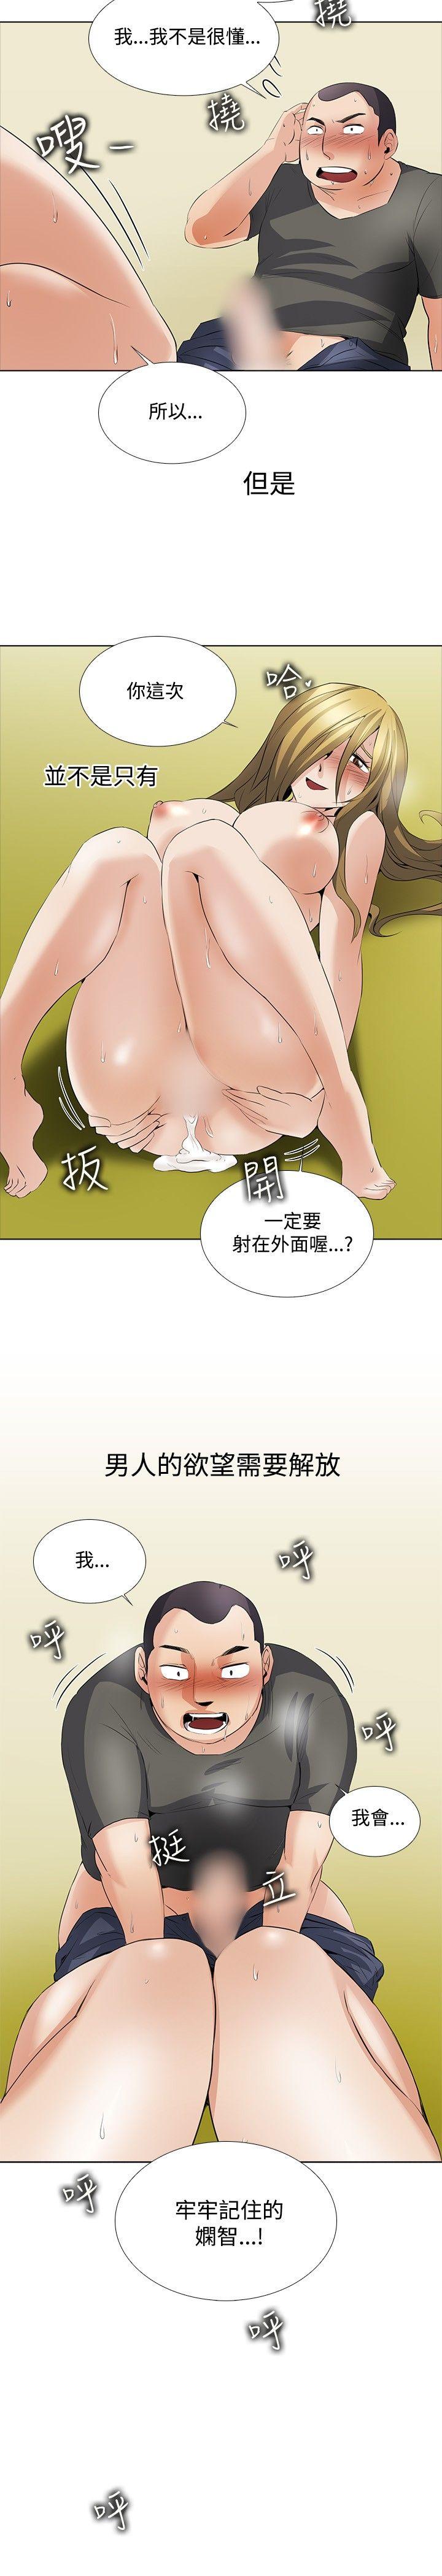 撓
我...我不是很懂...
撓
嗖一
所以...
但是
你這次
哈
並不是只有
扳
開
一定要
射在外面喔...?
男人的欲望需要解放
我...
呼
呼
呼
我會...
挺
立
呼
牢牢記住的
嫻智...!
呼
呼